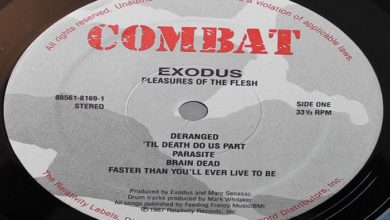 All rights reserved. Unauth
a violation of applicable laws.
COMBAT
EXODUS
PLEASURES OF THE FLESH
88561-8169-1
STEREO
SIDE ONE
33⅓ RPM
DERANGED
'TIL DEATH DO US PART
PARASITE
BRAIN DEAD
FASTER THAN YOU'LL EVER LIVE TO BE
Produced by Exodus and Marc Senasac
Drum tracks produced by Mark Whitaker
All songs published by Feeding Frenzy Music/BMI
℗ 1987 Relativity Records, Inc.
The Relativity Labels,
Distributors, Inc.